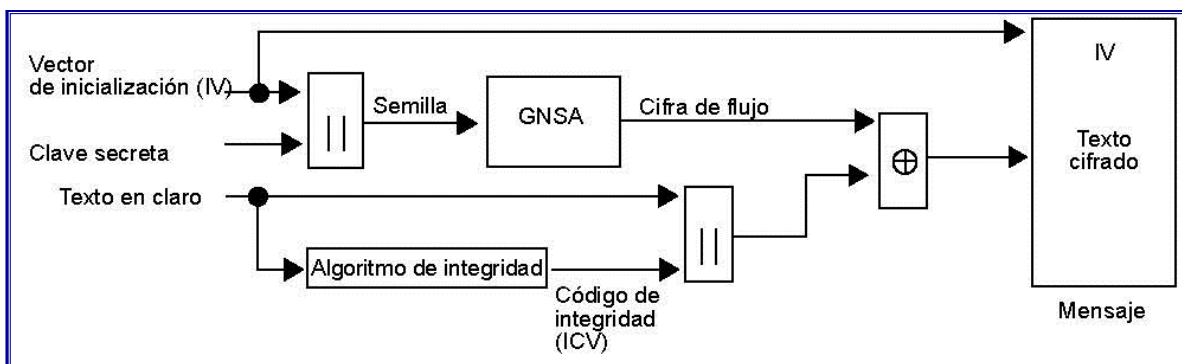 Vector
de inicialización (IV)
Clave secreta
||
Semilla
GNSA
Cifra de flujo
⊕
IV
Texto
cifrado
Mensaje
Texto en claro
Algoritmo de integridad
Código de
integridad
(ICV)
||